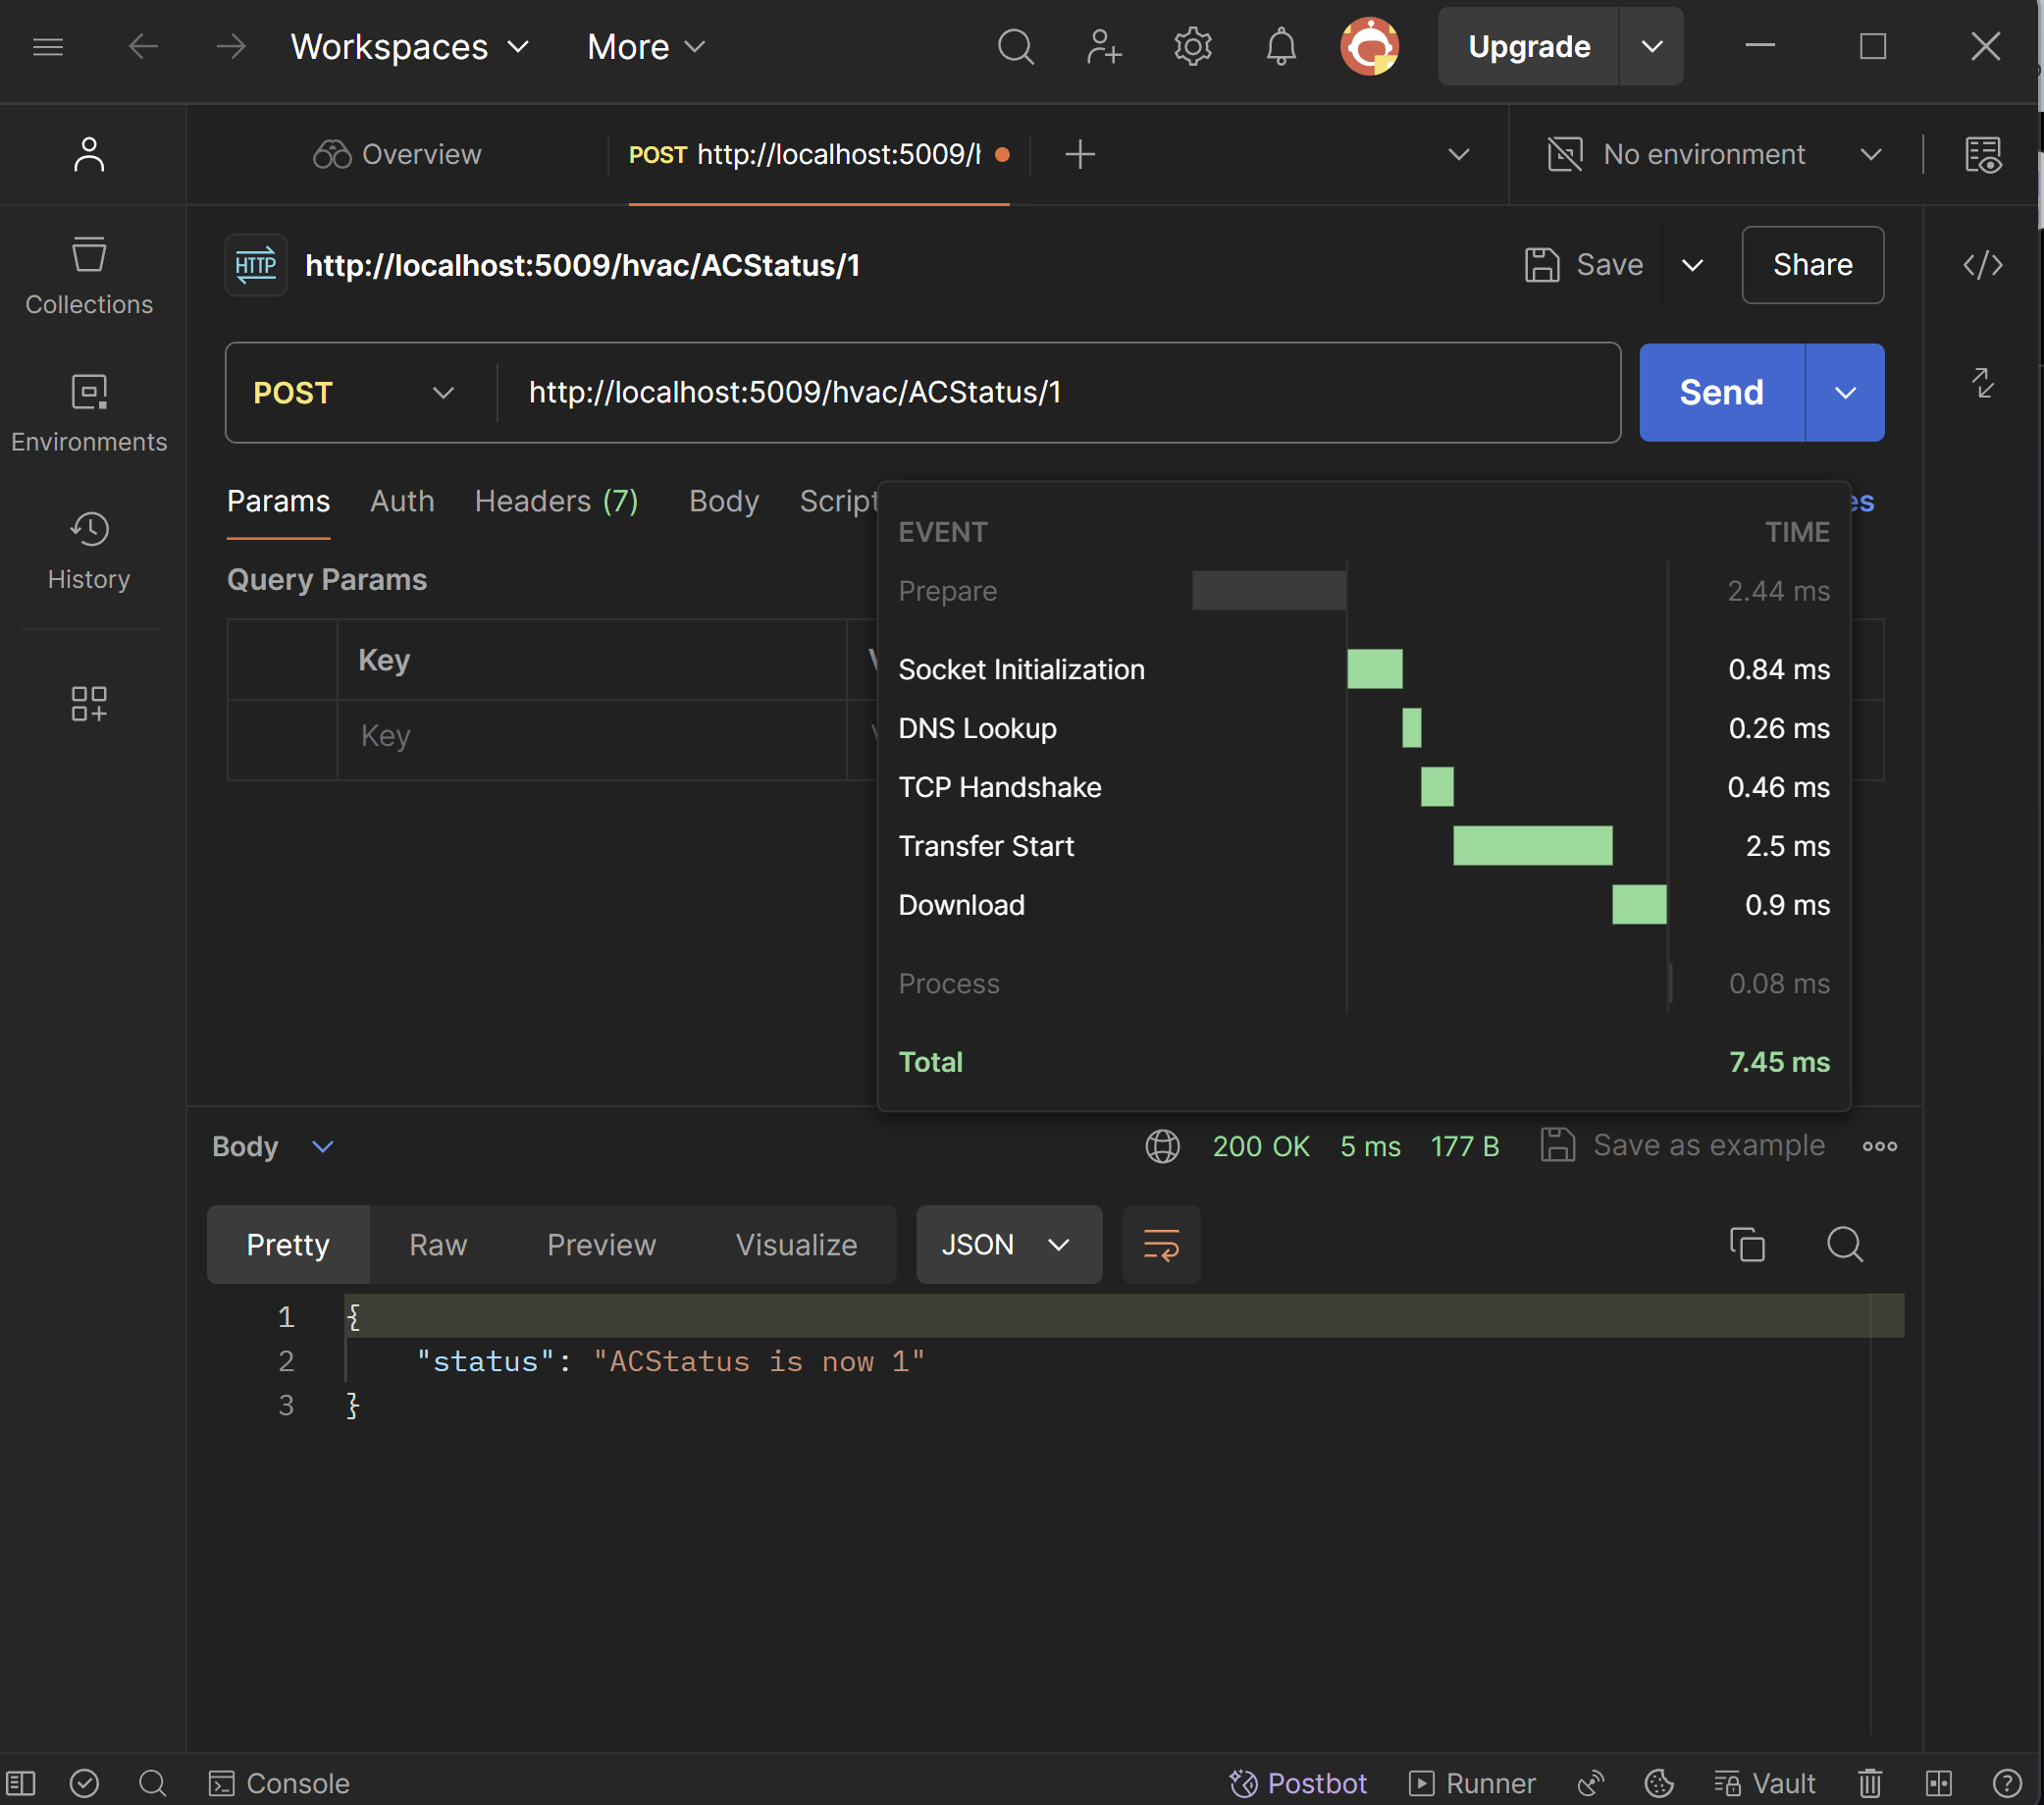 Workspaces More Upgrade
Overview POST http://localhost:5009/h No environment
HTTP http://localhost:5009/hvac/ACStatus/1 Save Share
Collections
POST http://localhost:5009/hvac/ACStatus/1 Send
Environments
Params Auth Headers (7) Body Script es
History
Query Params
Key V
Key V
EVENT TIME
Prepare 2.44 ms
Socket Initialization 0.84 ms
DNS Lookup 0.26 ms
TCP Handshake 0.46 ms
Transfer Start 2.5 ms
Download 0.9 ms
Process 0.08 ms
Total 7.45 ms
Body 200 OK 5 ms 177 B Save as example
Pretty Raw Preview Visualize JSON
1 {
2 "status": "ACStatus is now 1"
3 }
Console Postbot Runner Vault